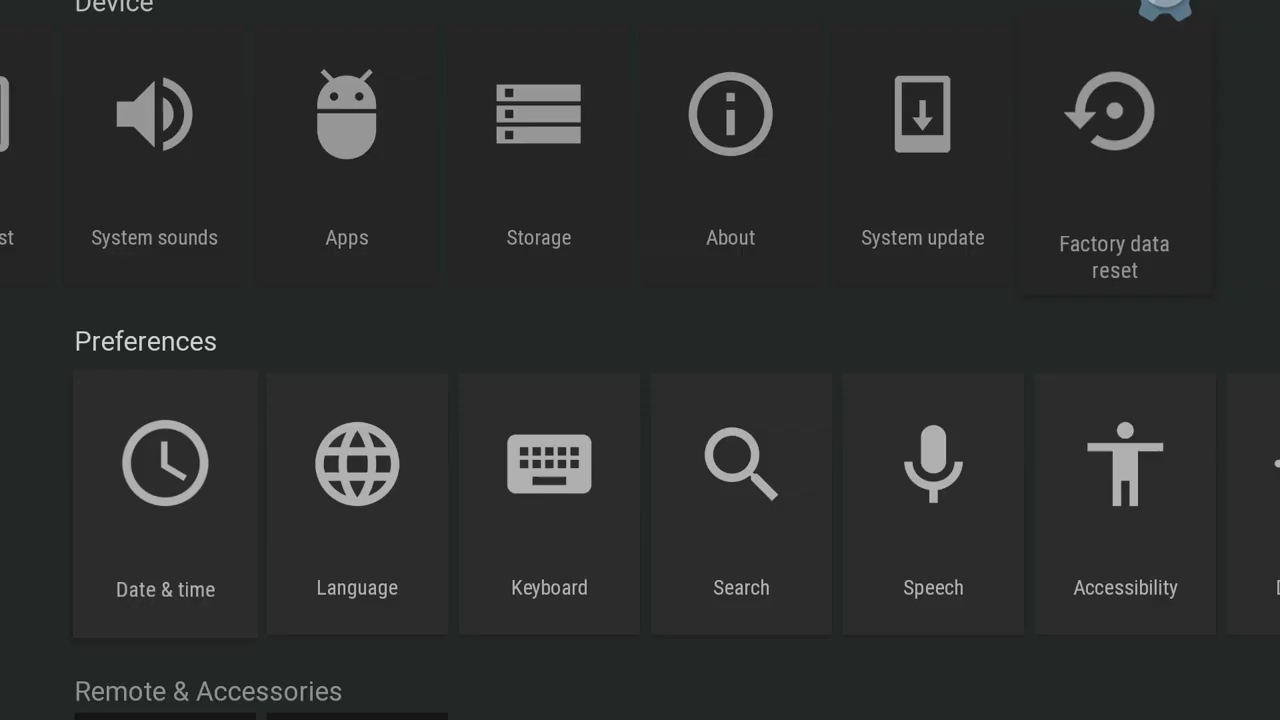 Device
st
System sounds
Apps
Storage
About
System update
Factory data
reset
Preferences
Date & time
Language
Keyboard
Search
Speech
Accessibility
Remote & Accessories